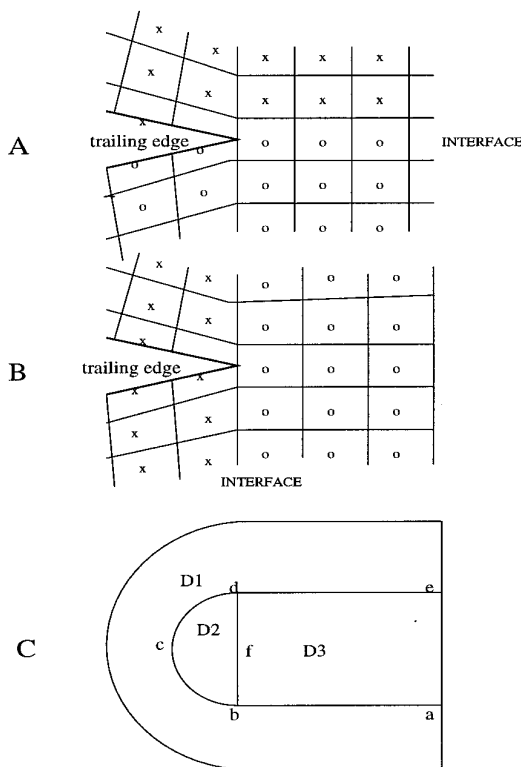 x
x x x x
x x x x x
x
A trailing edge INTERFACE
o o o o
o
o o o o o
o o o
x x o o o
x x o o o
x
B trailing edge o o o
x x
x x o o o
x x o o o
INTERFACE
D1 d e
D2
C c f D3
b a